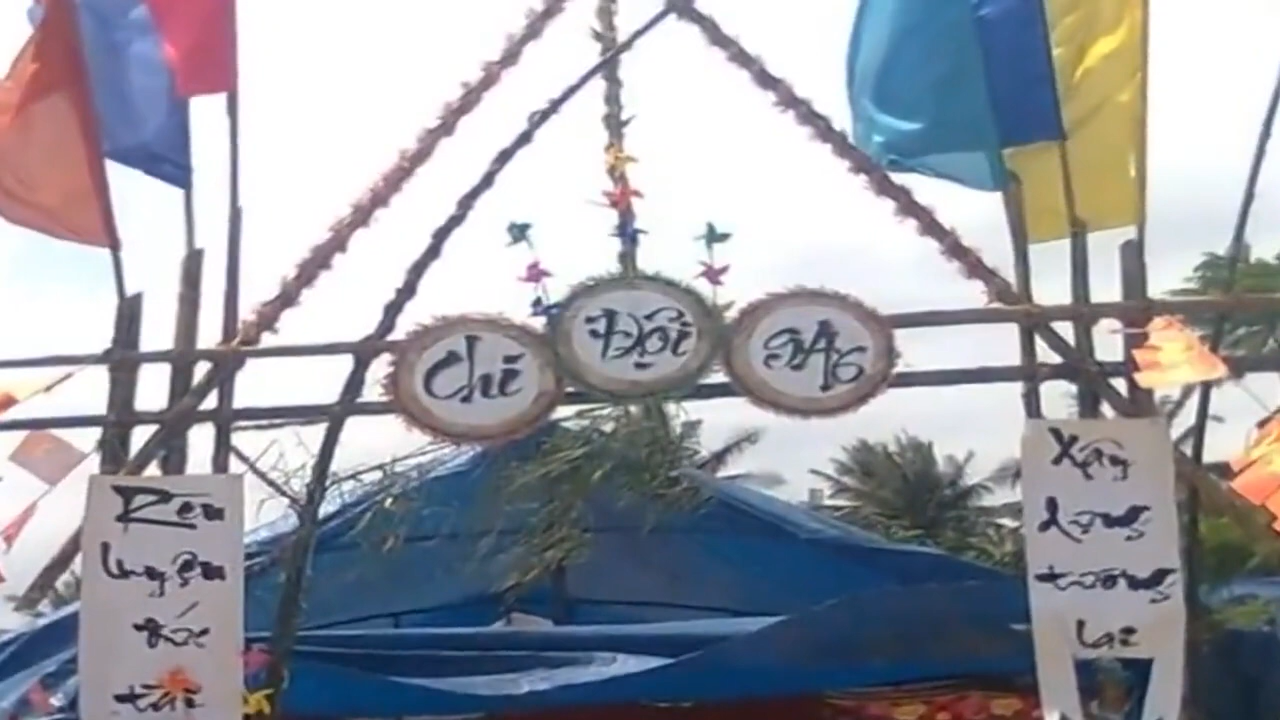 Chi Đội 9A6
Rèn
luyện
đức
tài
Xây
dựng
tương
lai